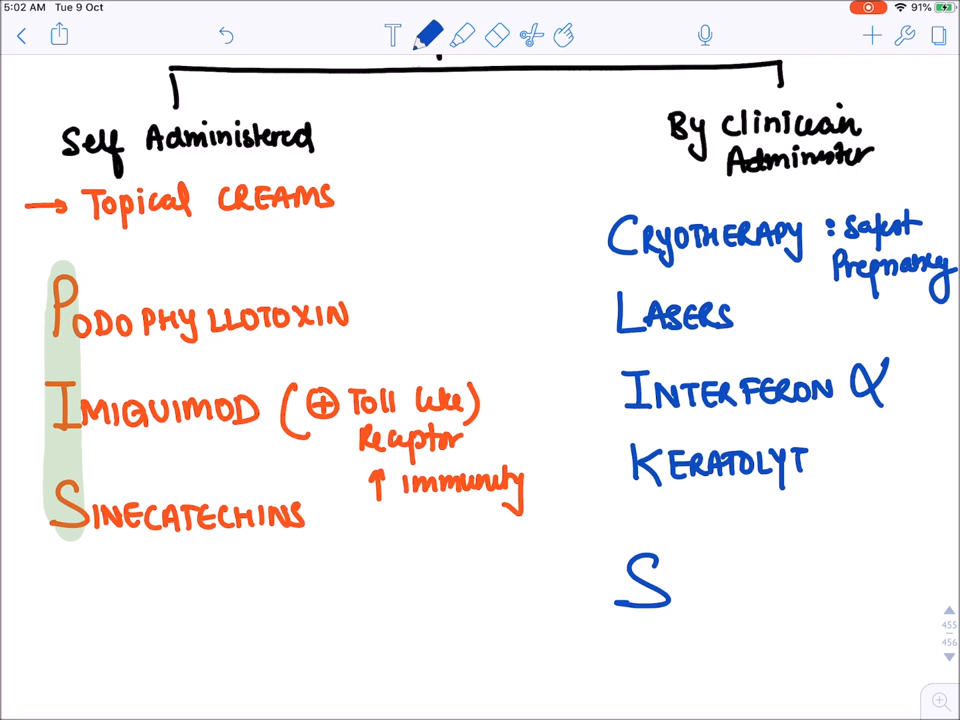 5:02 AM Tue 9 Oct
91%
T
Self Administered
By Clinician
Administer
→ Topical CREAMS
CRYOTHERAPY : Safest
Pregnancy
PODOPHYLLOTOXIN
LASERS
IMIQUIMOD (⊕ Toll like)
Receptor
↑ immunity
INTERFERON α
KERATOLYT
SINECATECHINS
S
455
456